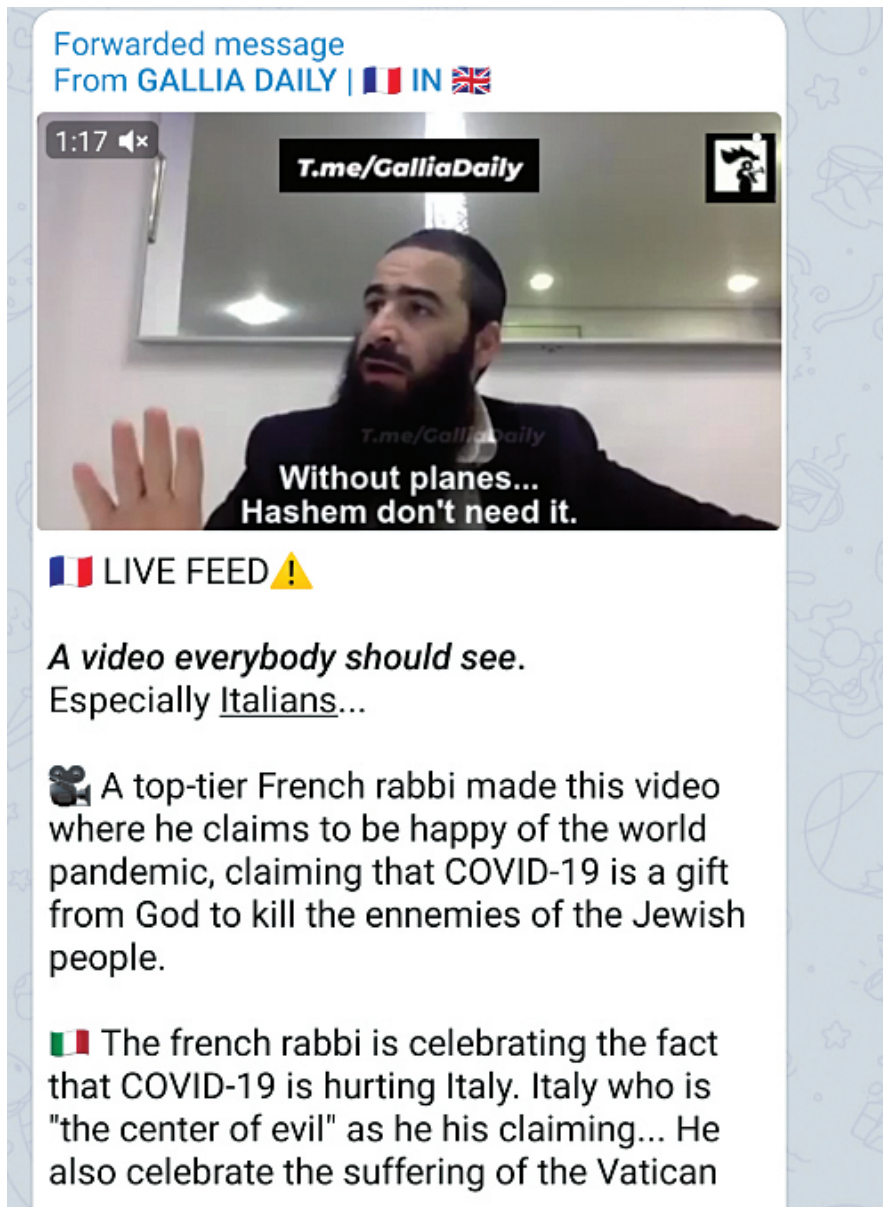 Forwarded message
From GALLIA DAILY | 🇫🇷 IN 🇬🇧
1:17
T.me/GalliaDaily
T.me/GalliaDaily
Without planes...
Hashem don't need it.
🇫🇷 LIVE FEED⚠️
A video everybody should see.
Especially Italians...
🎥 A top-tier French rabbi made this video
where he claims to be happy of the world
pandemic, claiming that COVID-19 is a gift
from God to kill the ennemies of the Jewish
people.
🇮🇹 The french rabbi is celebrating the fact
that COVID-19 is hurting Italy. Italy who is
"the center of evil" as he his claiming... He
also celebrate the suffering of the Vatican